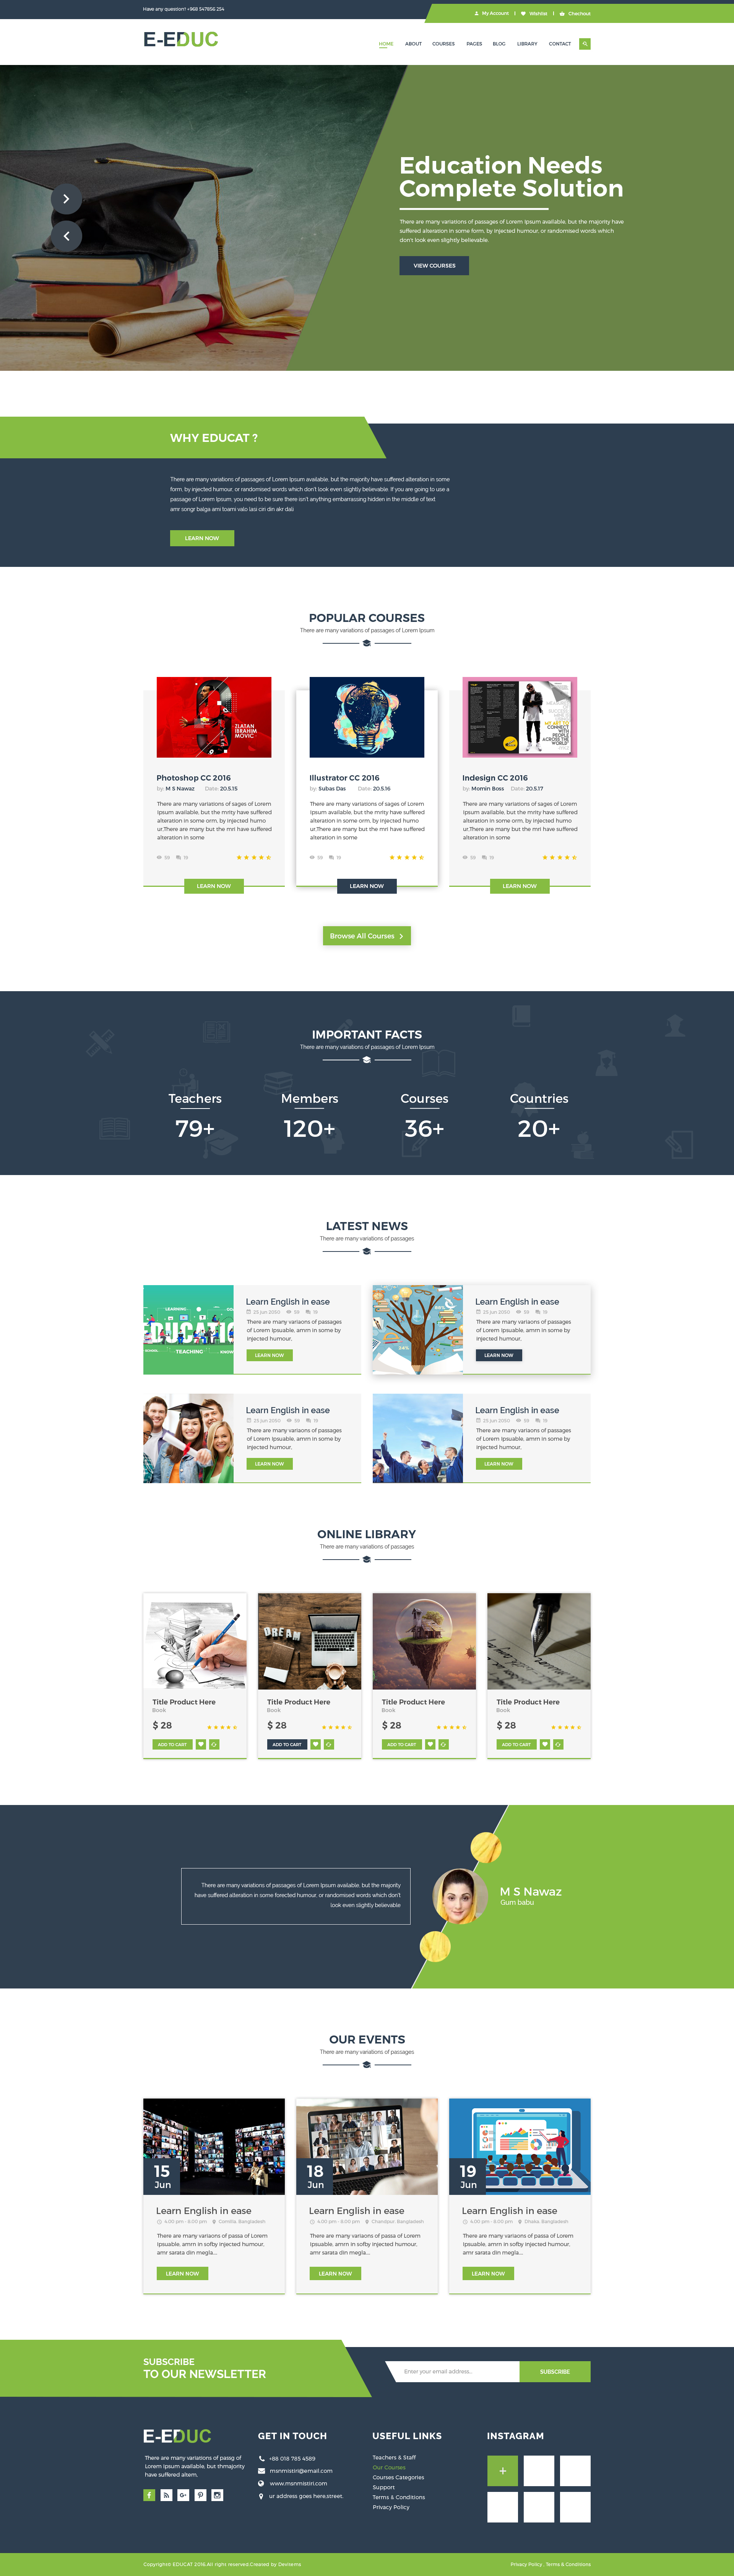 Have any question? +968 547856 254
My Account | Wishlist | Checkout
E-EDUC
HOME ABOUT COURSES PAGES BLOG LIBRARY CONTACT
Education Needs
Complete Solution
There are many variations of passages of Lorem Ipsum available, but the majority have
suffered alteration in some form, by injected humour, or randomised words which
don't look even slightly believable.
VIEW COURSES
WHY EDUCAT ?
There are many variations of passages of Lorem Ipsum available, but the majority have suffered alteration in some
form, by injected humour, or randomised words which don't look even slightly believable. If you are going to use a
passage of Lorem Ipsum, you need to be sure there isn't anything embarrassing hidden in the middle of text
amr songr balga ami toami valo lasi ciri din akr dali
LEARN NOW
POPULAR COURSES
There are many variations of passages of Lorem Ipsum
ZLATAN
IBRAHIM
MOVIC
Photoshop CC 2016
by: M S Nawaz Date: 20.5.15
There are many variations of sages of Lorem
Ipsum available, but the mnity have suffered
alteration in some orm, by injected humo
ur,There are many but the mri have suffered
alteration in some
59 19
LEARN NOW
Illustrator CC 2016
by: Subas Das Date: 20.5.16
There are many variations of sages of Lorem
Ipsum available, but the mnity have suffered
alteration in some orm, by injected humo
ur,There are many but the mri have suffered
alteration in some
59 19
LEARN NOW
Indesign CC 2016
by: Momin Boss Date: 20.5.17
There are many variations of sages of Lorem
Ipsum available, but the mnity have suffered
alteration in some orm, by injected humo
ur,There are many but the mri have suffered
alteration in some
59 19
LEARN NOW
Browse All Courses
IMPORTANT FACTS
There are many variations of passages of Lorem Ipsum
Teachers Members Courses Countries
79+ 120+ 36+ 20+
LATEST NEWS
There are many variations of passages
LEARNING
TEACHING
Learn English in ease
25 Jun 2050 59 19
There are many variaons of passages
of Lorem Ipsuable, amrn in some by
injected humour,
LEARN NOW
Learn English in ease
25 Jun 2050 59 19
There are many variaons of passages
of Lorem Ipsuable, amrn in some by
injected humour,
LEARN NOW
Learn English in ease
25 Jun 2050 59 19
There are many variaons of passages
of Lorem Ipsuable, amrn in some by
injected humour,
LEARN NOW
Learn English in ease
25 Jun 2050 59 19
There are many variaons of passages
of Lorem Ipsuable, amrn in some by
injected humour,
LEARN NOW
ONLINE LIBRARY
There are many variations of passages
DREAM
Title Product Here
Book
$ 28
ADD TO CART
Title Product Here
Book
$ 28
ADD TO CART
Title Product Here
Book
$ 28
ADD TO CART
Title Product Here
Book
$ 28
ADD TO CART
There are many variations of passages of Lorem Ipsum available, but the majority
have suffered alteration in some forected humour, or randomised words which don't
look even slightly believable
M S Nawaz
Gum babu
OUR EVENTS
There are many variations of passages
15
Jun
Learn English in ease
4.00 pm - 8.00 pm Comilla, Bangladesh
There are many variaons of passa of Lorem
Ipsuable, amrn in sofby injected humour,
amr sarata din megla...
LEARN NOW
18
Jun
Learn English in ease
4.00 pm - 8.00 pm Chandpur, Bangladesh
There are many variaons of passa of Lorem
Ipsuable, amrn in sofby injected humour,
amr sarata din megla...
LEARN NOW
19
Jun
Learn English in ease
4.00 pm - 8.00 pm Dhaka, Bangladesh
There are many variaons of passa of Lorem
Ipsuable, amrn in sofby injected humour,
amr sarata din megla...
LEARN NOW
SUBSCRIBE
TO OUR NEWSLETTER
Enter your email address...
SUBSCRIBE
E-EDUC
There are many variations of passg of
Lorem Ipsum available, but thmajority
have suffered altem.
GET IN TOUCH
+88 018 785 4589
msnmistiri@email.com
www.msnmistiri.com
ur address goes here,street.
USEFUL LINKS
Teachers & Staff
Our Courses
Courses Categories
Support
Terms & Conditions
Privacy Policy
INSTAGRAM
Copyright© EDUCAT 2016.All right reserved.Created by Devitems
Privacy Policy , Terms & Conditions